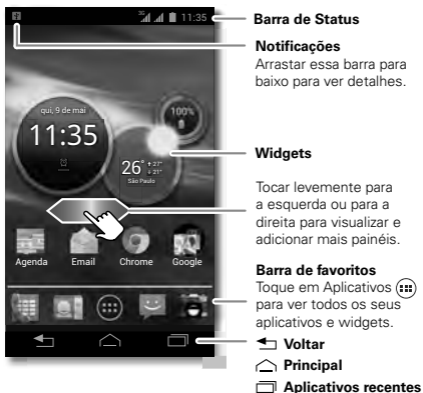 3G 11:35
qui, 9 de mai
11:35
100%
26° 27°
21°
São Paulo
Agenda Email Chrome Google
Barra de Status
Notificações
Arrastar essa barra para
baixo para ver detalhes.
Widgets
Tocar levemente para
a esquerda ou para a
direita para visualizar e
adicionar mais painéis.
Barra de favoritos
Toque em Aplicativos
para ver todos os seus
aplicativos e widgets.
Voltar
Principal
Aplicativos recentes